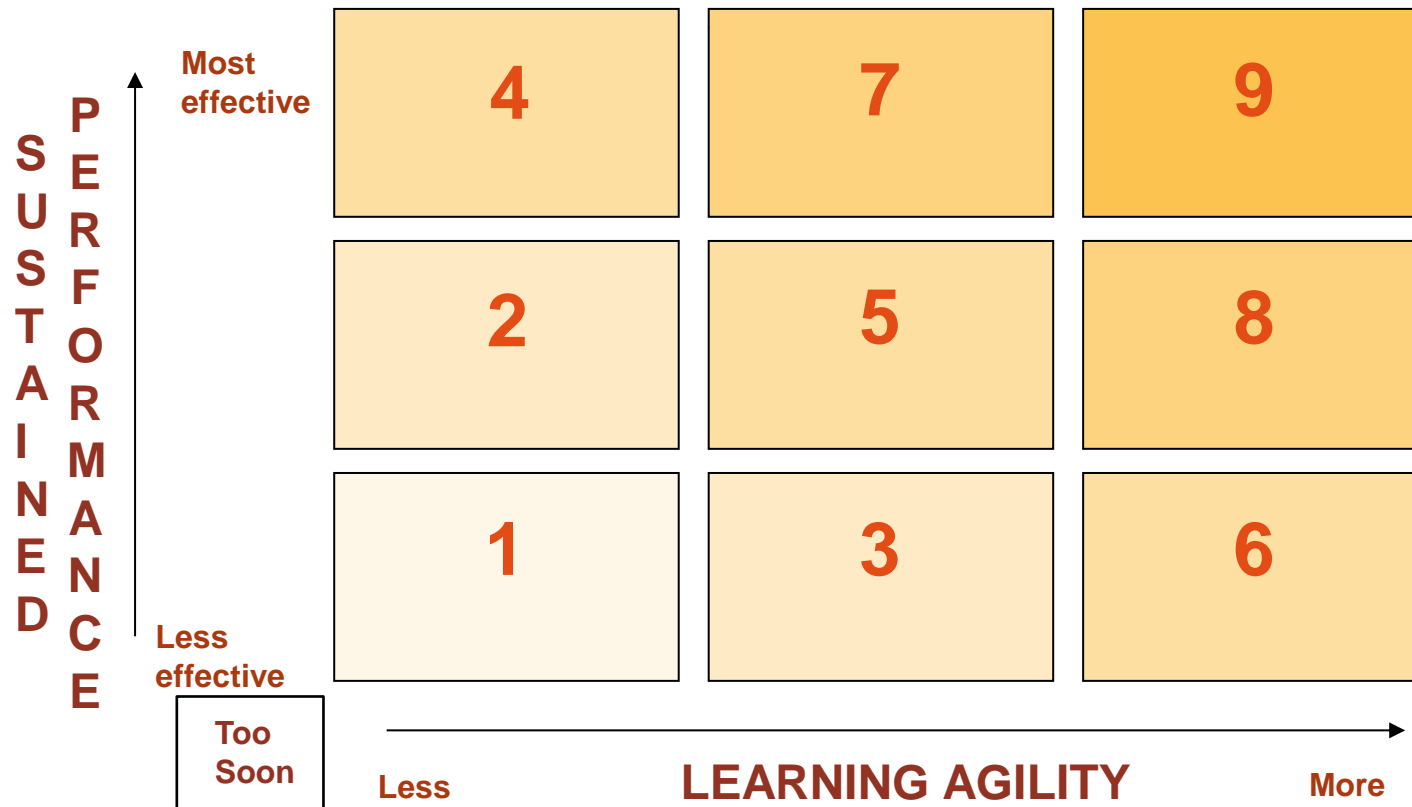 SUSTAINED
PERFORMANCE
Most
effective
4
7
9
2
5
8
1
3
6
Less
effective
Too
Soon
Less
LEARNING AGILITY
More